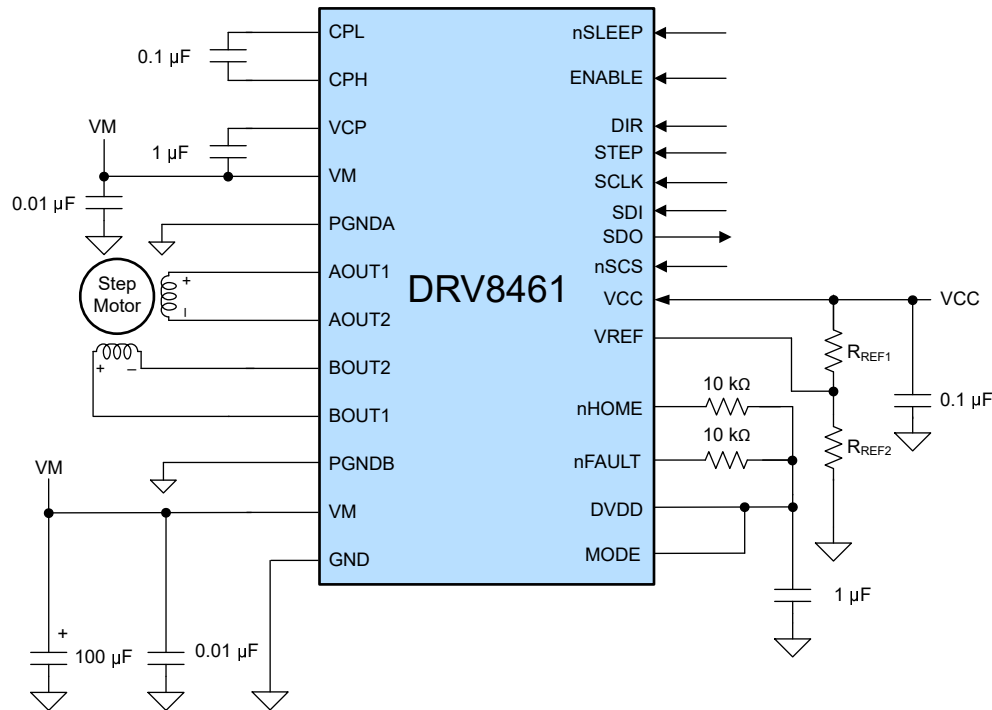 CPL
nSLEEP
0.1 µF
CPH
ENABLE
VM
VCP
DIR
1 µF
STEP
VM
SCLK
0.01 µF
SDI
PGNDA
SDO
AOUT1
nSCS
Step
Motor
+
–
DRV8461
VCC
VCC
AOUT2
VREF
RREF1
BOUT2
+
–
10 kΩ
0.1 µF
nHOME
BOUT1
10 kΩ
RREF2
PGNDB
nFAULT
VM
VM
DVDD
GND
MODE
1 µF
+
100 µF
0.01 µF